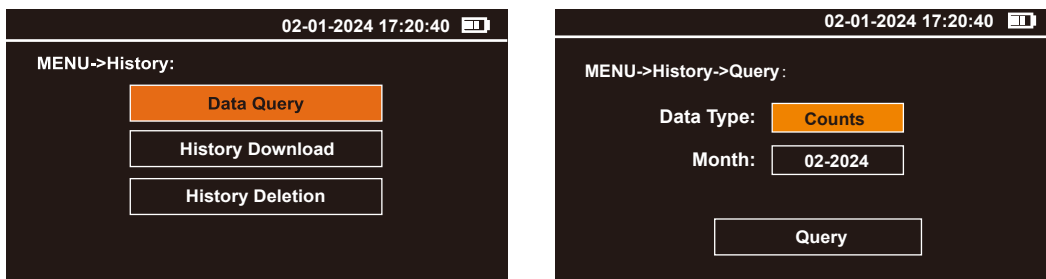 02-01-2024 17:20:40
MENU->History:
Data Query
History Download
History Deletion
02-01-2024 17:20:40
MENU->History->Query:
Data Type: Counts
Month: 02-2024
Query